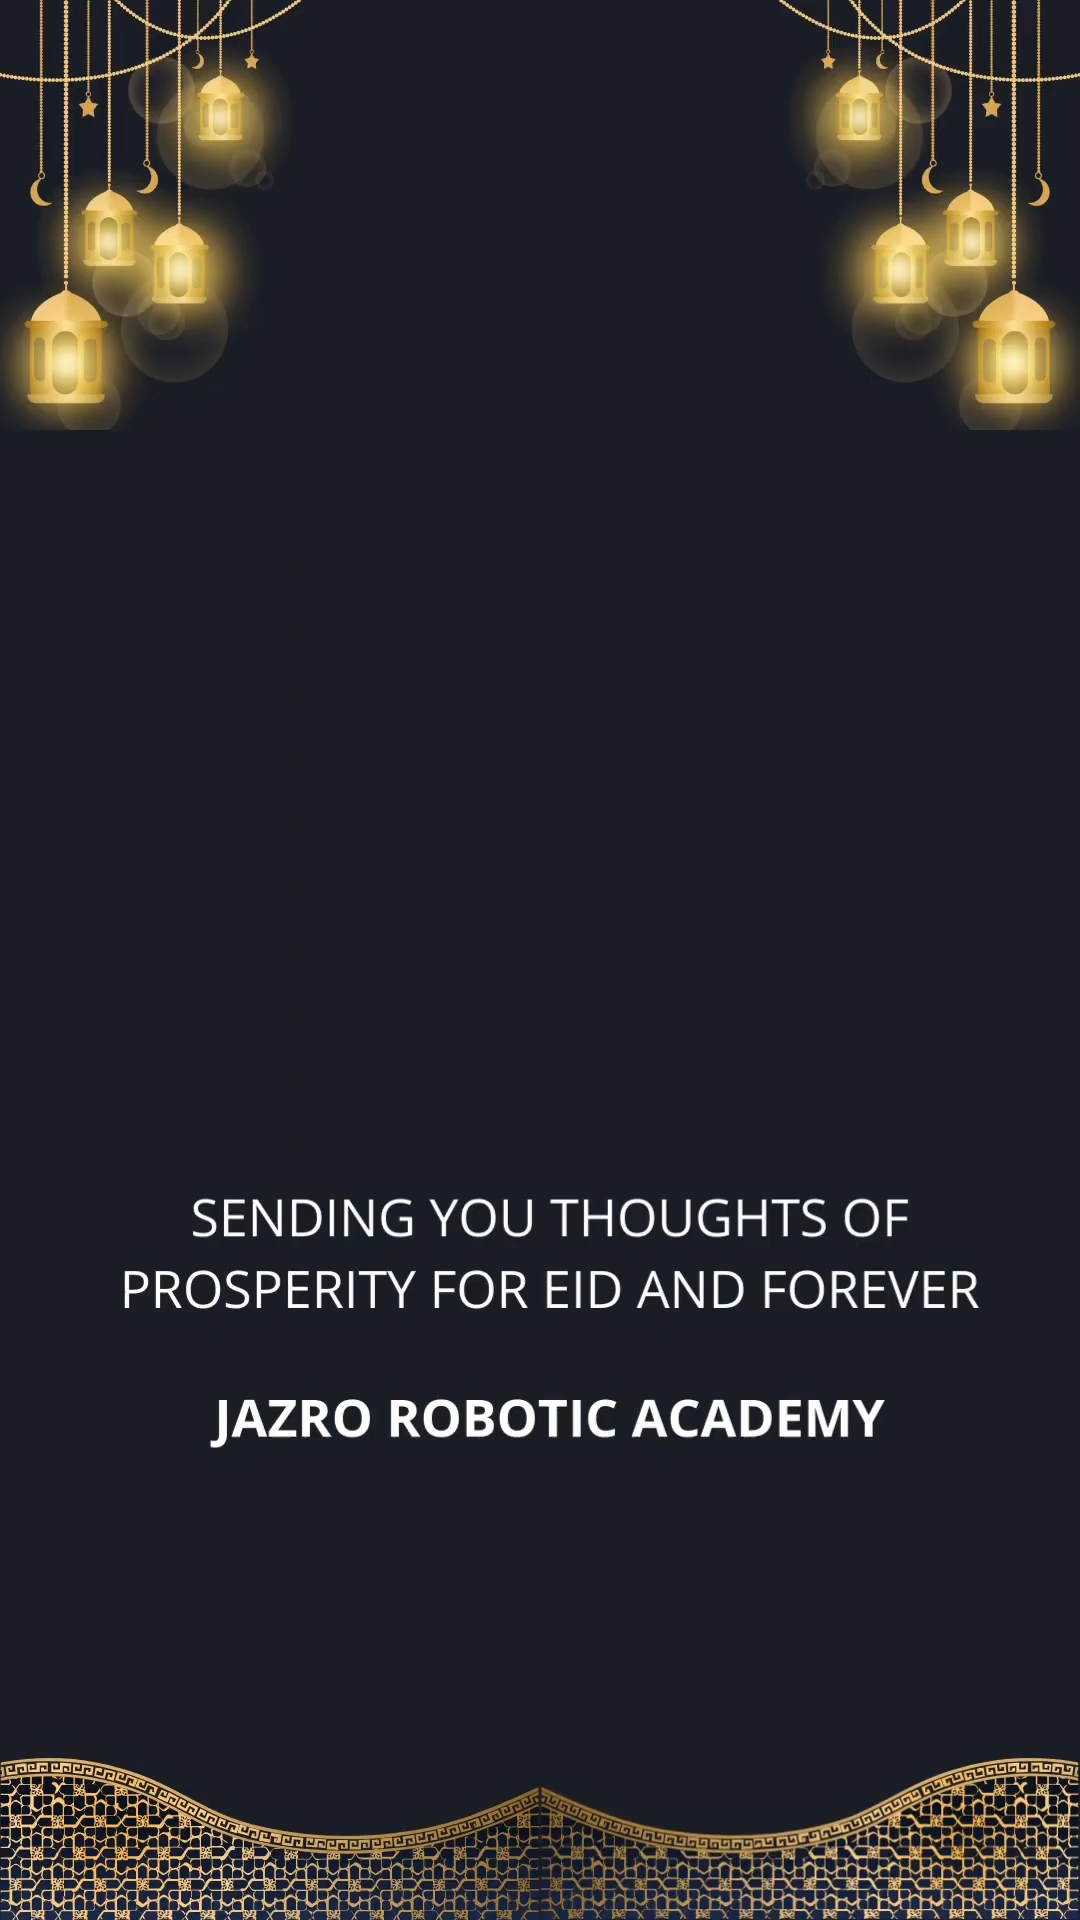 SENDING YOU THOUGHTS OF
PROSPERITY FOR EID AND FOREVER
JAZRO ROBOTIC ACADEMY